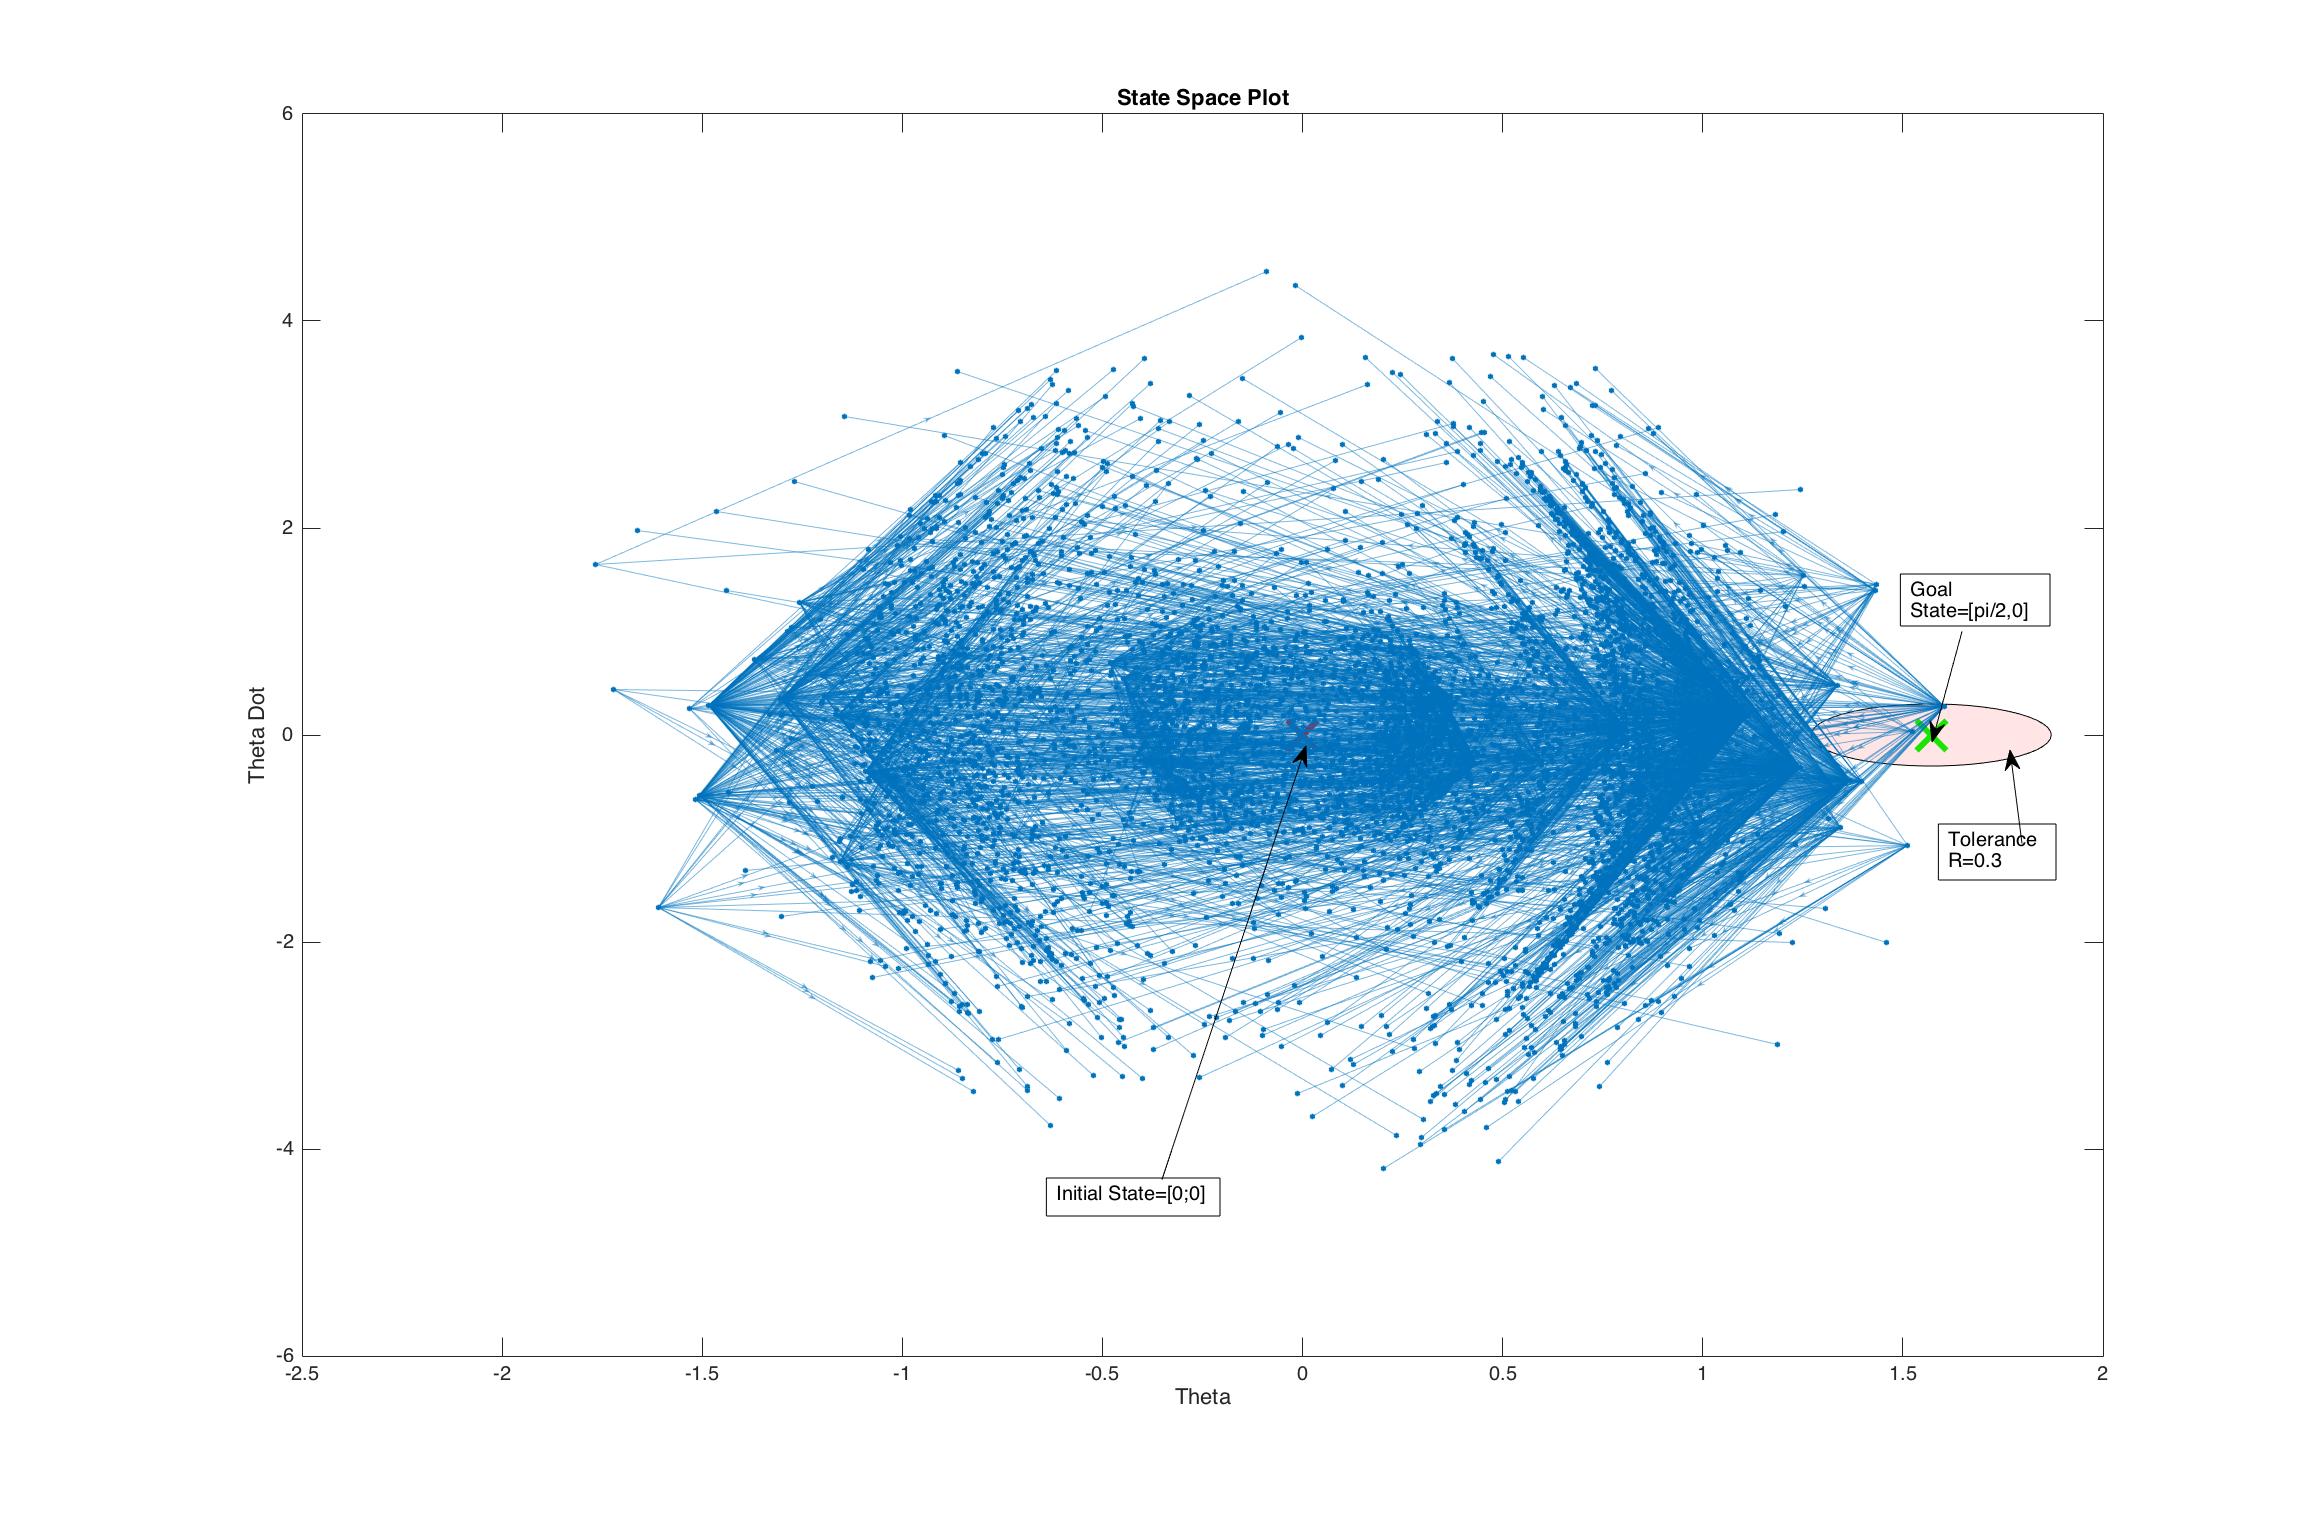 State Space Plot
6
4
2
0
-2
-4
-6
Theta Dot
Goal
State=[pi/2,0]
Tolerance
R=0.3
Initial State=[0;0]
-2.5 -2 -1.5 -1 -0.5 0 0.5 1 1.5 2
Theta